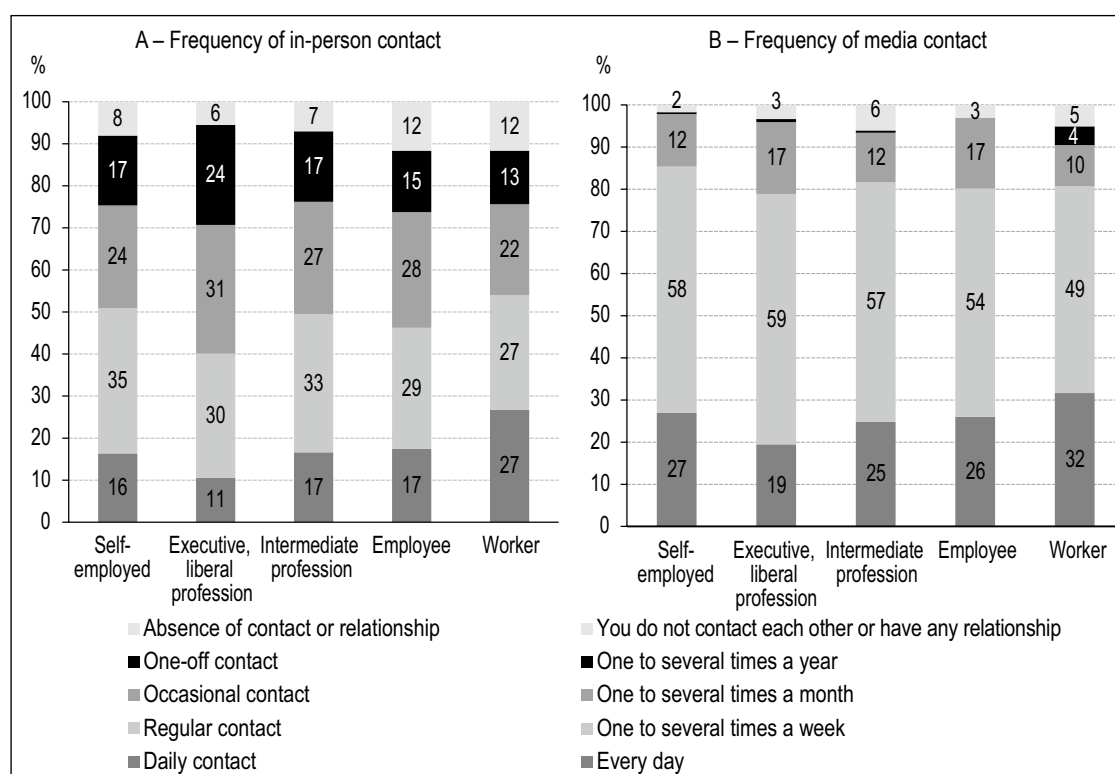 A – Frequency of in-person contact
%
100
90
80
70
60
50
40
30
20
10
0
8
17
24
35
16
6
24
31
30
11
7
17
27
33
17
12
15
28
29
17
12
13
22
27
27
Self-
employed
Executive,
liberal
profession
Intermediate
profession
Employee
Worker
Absence of contact or relationship
One-off contact
Occasional contact
Regular contact
Daily contact
B – Frequency of media contact
%
100
90
80
70
60
50
40
30
20
10
0
2
12
58
27
3
17
59
19
6
12
57
25
3
17
54
26
5
4
10
49
32
Self-
employed
Executive,
liberal
profession
Intermediate
profession
Employee
Worker
You do not contact each other or have any relationship
One to several times a year
One to several times a month
One to several times a week
Every day